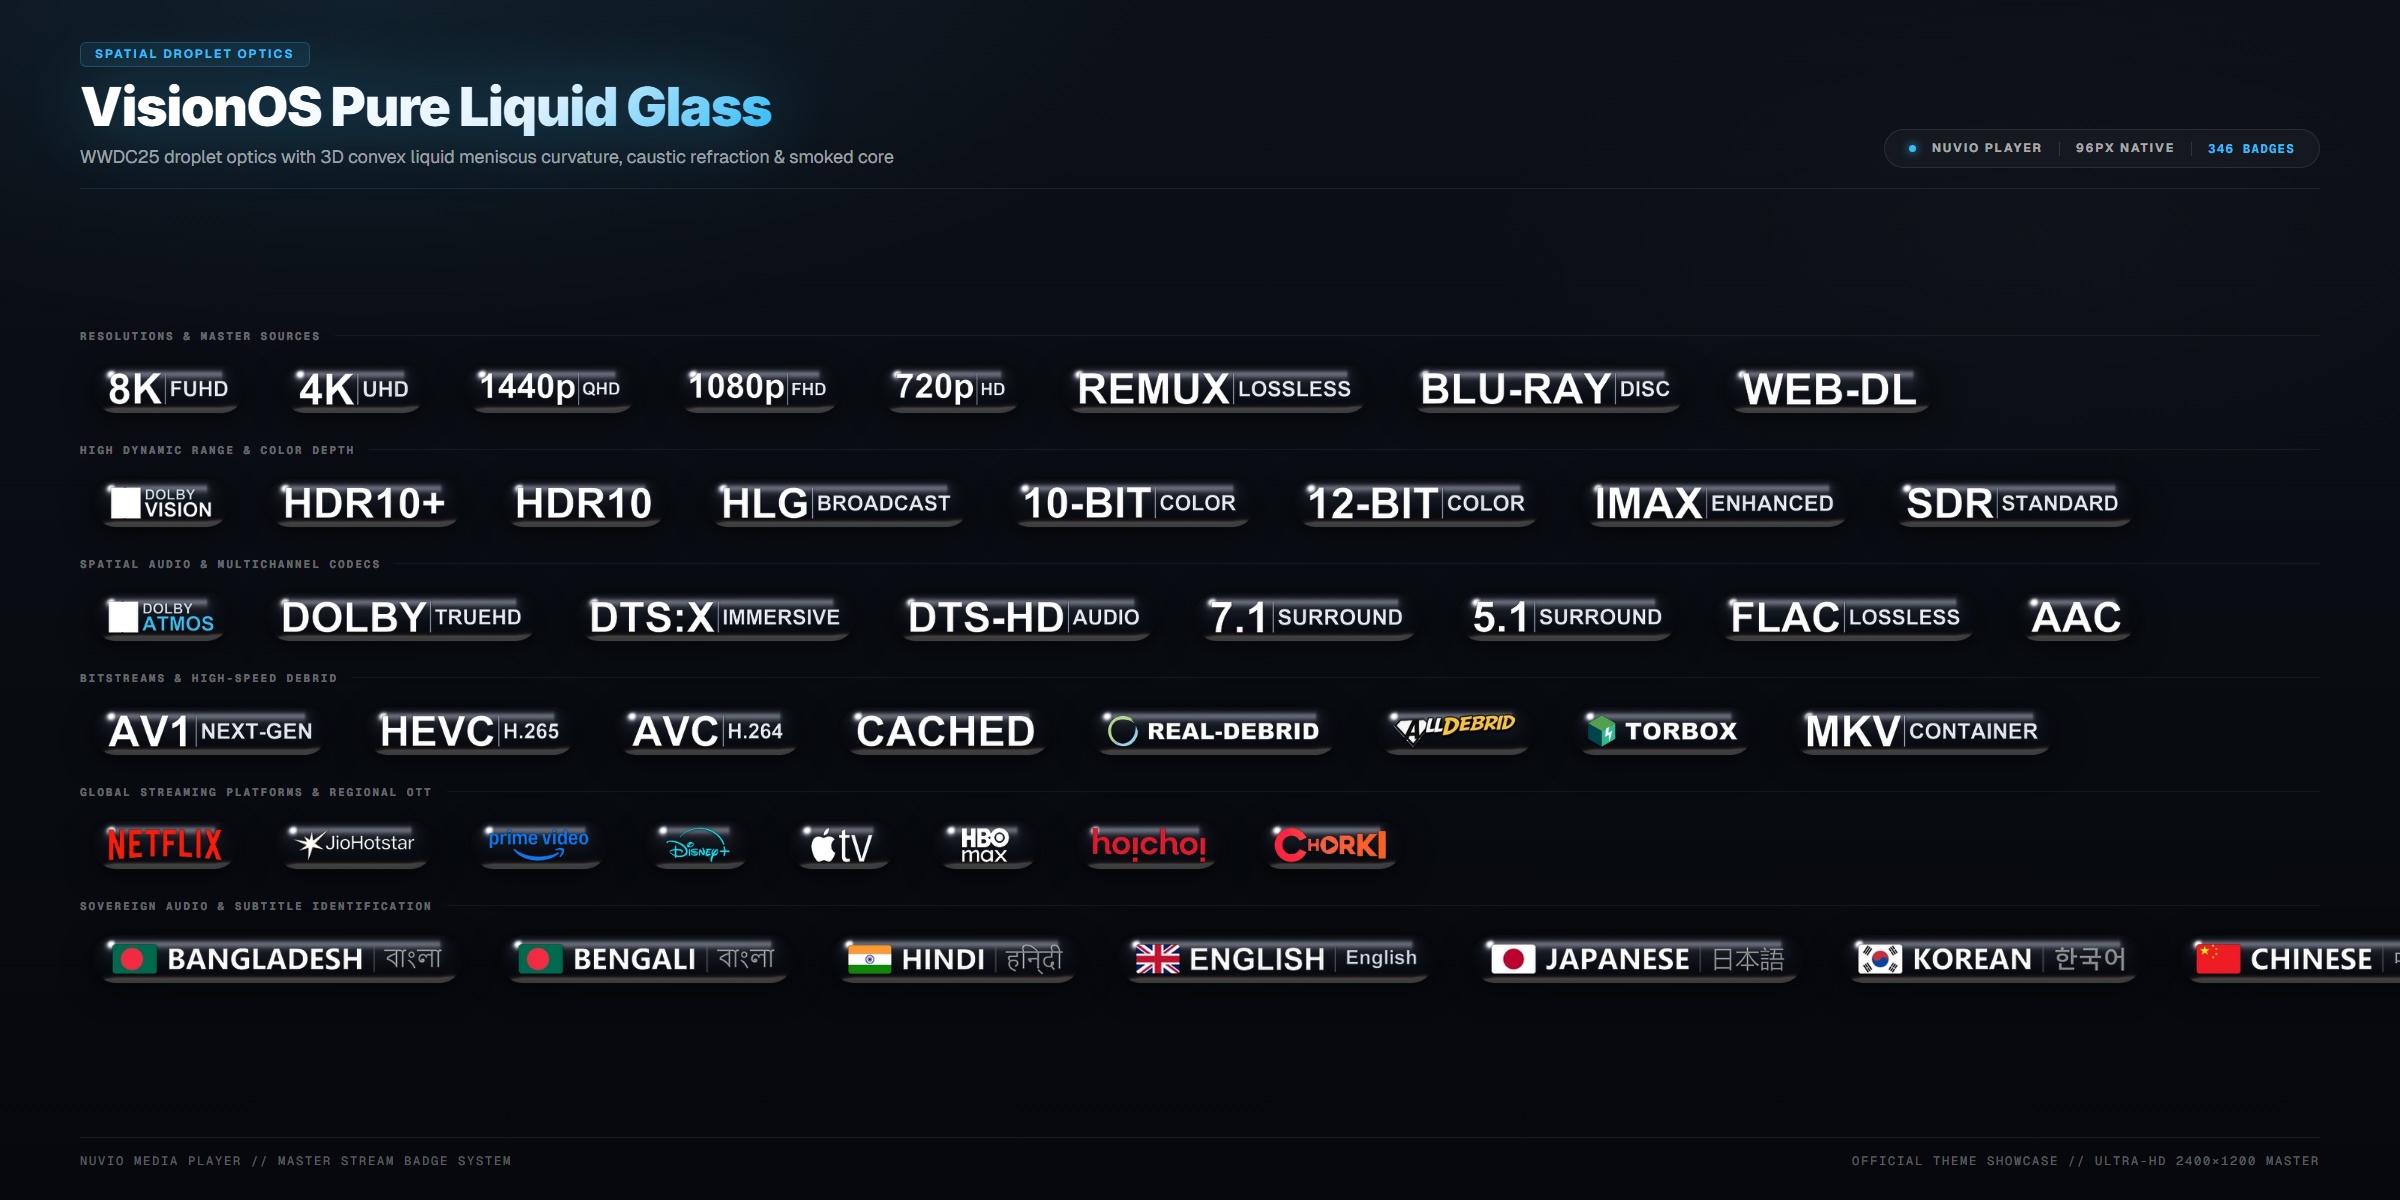 SPATIAL DROPLET OPTICS
VisionOS Pure Liquid Glass
WWDC25 droplet optics with 3D convex liquid meniscus curvature, caustic refraction & smoked core
NUVIO PLAYER | 96PX NATIVE | 346 BADGES
RESOLUTIONS & MASTER SOURCES
8K FUHD 4K UHD 1440p QHD 1080p FHD 720p HD REMUX LOSSLESS BLU-RAY DISC WEB-DL
HIGH DYNAMIC RANGE & COLOR DEPTH
DOLBY VISION HDR10+ HDR10 HLG BROADCAST 10-BIT COLOR 12-BIT COLOR IMAX ENHANCED SDR STANDARD
SPATIAL AUDIO & MULTICHANNEL CODECS
DOLBY ATMOS DOLBY TRUEHD DTS:X IMMERSIVE DTS-HD AUDIO 7.1 SURROUND 5.1 SURROUND FLAC LOSSLESS AAC
BITSTREAMS & HIGH-SPEED DEBRID
AV1 NEXT-GEN HEVC H.265 AVC H.264 CACHED REAL-DEBRID ALLDEBRID TORBOX MKV CONTAINER
GLOBAL STREAMING PLATFORMS & REGIONAL OTT
NETFLIX JioHotstar prime video Disney+ tv HBO max hoichoi CHORKI
SOVEREIGN AUDIO & SUBTITLE IDENTIFICATION
BANGLADESH বাংলা BENGALI বাংলা HINDI हिन्दी ENGLISH English JAPANESE 日本語 KOREAN 한국어 CHINESE
NUVIO MEDIA PLAYER // MASTER STREAM BADGE SYSTEM
OFFICIAL THEME SHOWCASE // ULTRA-HD 2400×1200 MASTER